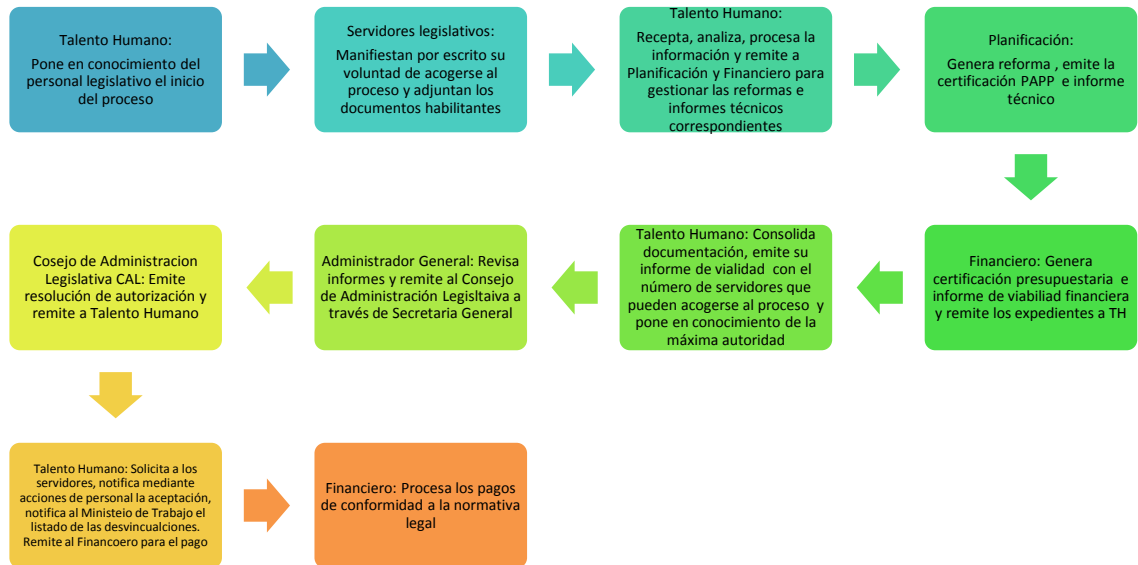 Talento Humano:
Pone en conocimiento del
personal legislativo el inicio
del proceso
Servidores legislativos:
Manifiestan por escrito su
voluntad de acogerse al
proceso y adjuntan los
documentos habilitantes
Talento Humano:
Recepta, analiza, procesa la
información y remite a
Planificación y Financiero para
gestionar las reformas e
informes técnicos
correspondientes
Planificación:
Genera reforma , emite la
certificación PAPP e informe
técnico
Financiero: Genera
certificación presupuestaria e
informe de viabiliad financiera
y remite los expedientes a TH
Talento Humano: Consolida
documentación, emite su
informe de vialidad con el
número de servidores que
pueden acogerse al proceso y
pone en conocimiento de la
máxima autoridad
Administrador General: Revisa
informes y remite al Consejo
de Administración Legisltaiva a
través de Secretaria General
Cosejo de Administracion
Legislativa CAL: Emite
resolución de autorización y
remite a Talento Humano
Talento Humano: Solicita a los
servidores, notifica mediante
acciones de personal la aceptación,
notifica al Ministeio de Trabajo el
listado de las desvincualciones.
Remite al Financoero para el pago
Financiero: Procesa los pagos
de conformidad a la normativa
legal